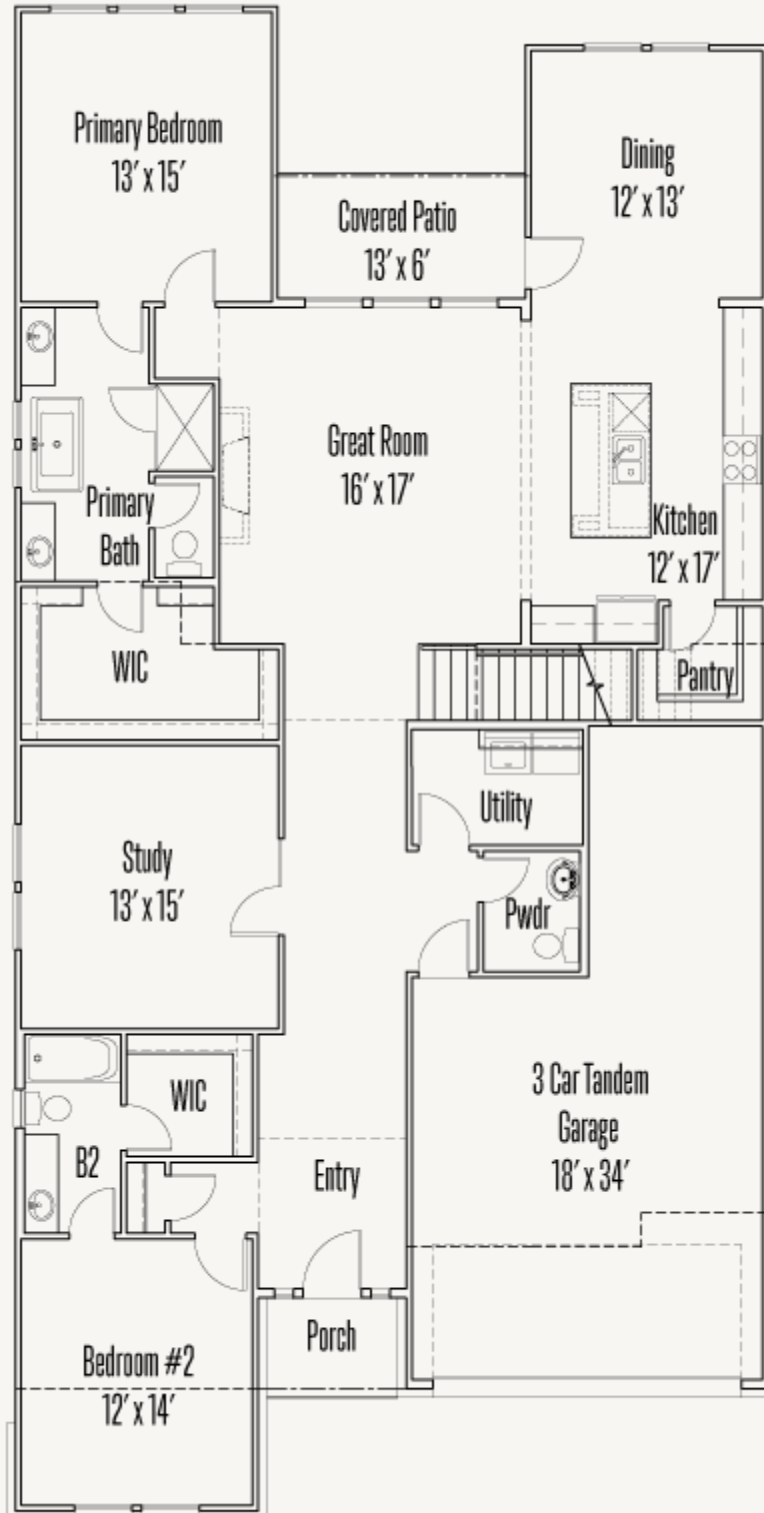 Primary Bedroom
13' x 15'
Dining
12' x 13'
Covered Patio
13' x 6'
Great Room
16' x 17'
Primary
Bath
Kitchen
12' x 17'
WIC
Pantry
Utility
Study
13' x 15'
Pwdr
WIC
B2
3 Car Tandem
Garage
18' x 34'
Entry
Porch
Bedroom #2
12' x 14'